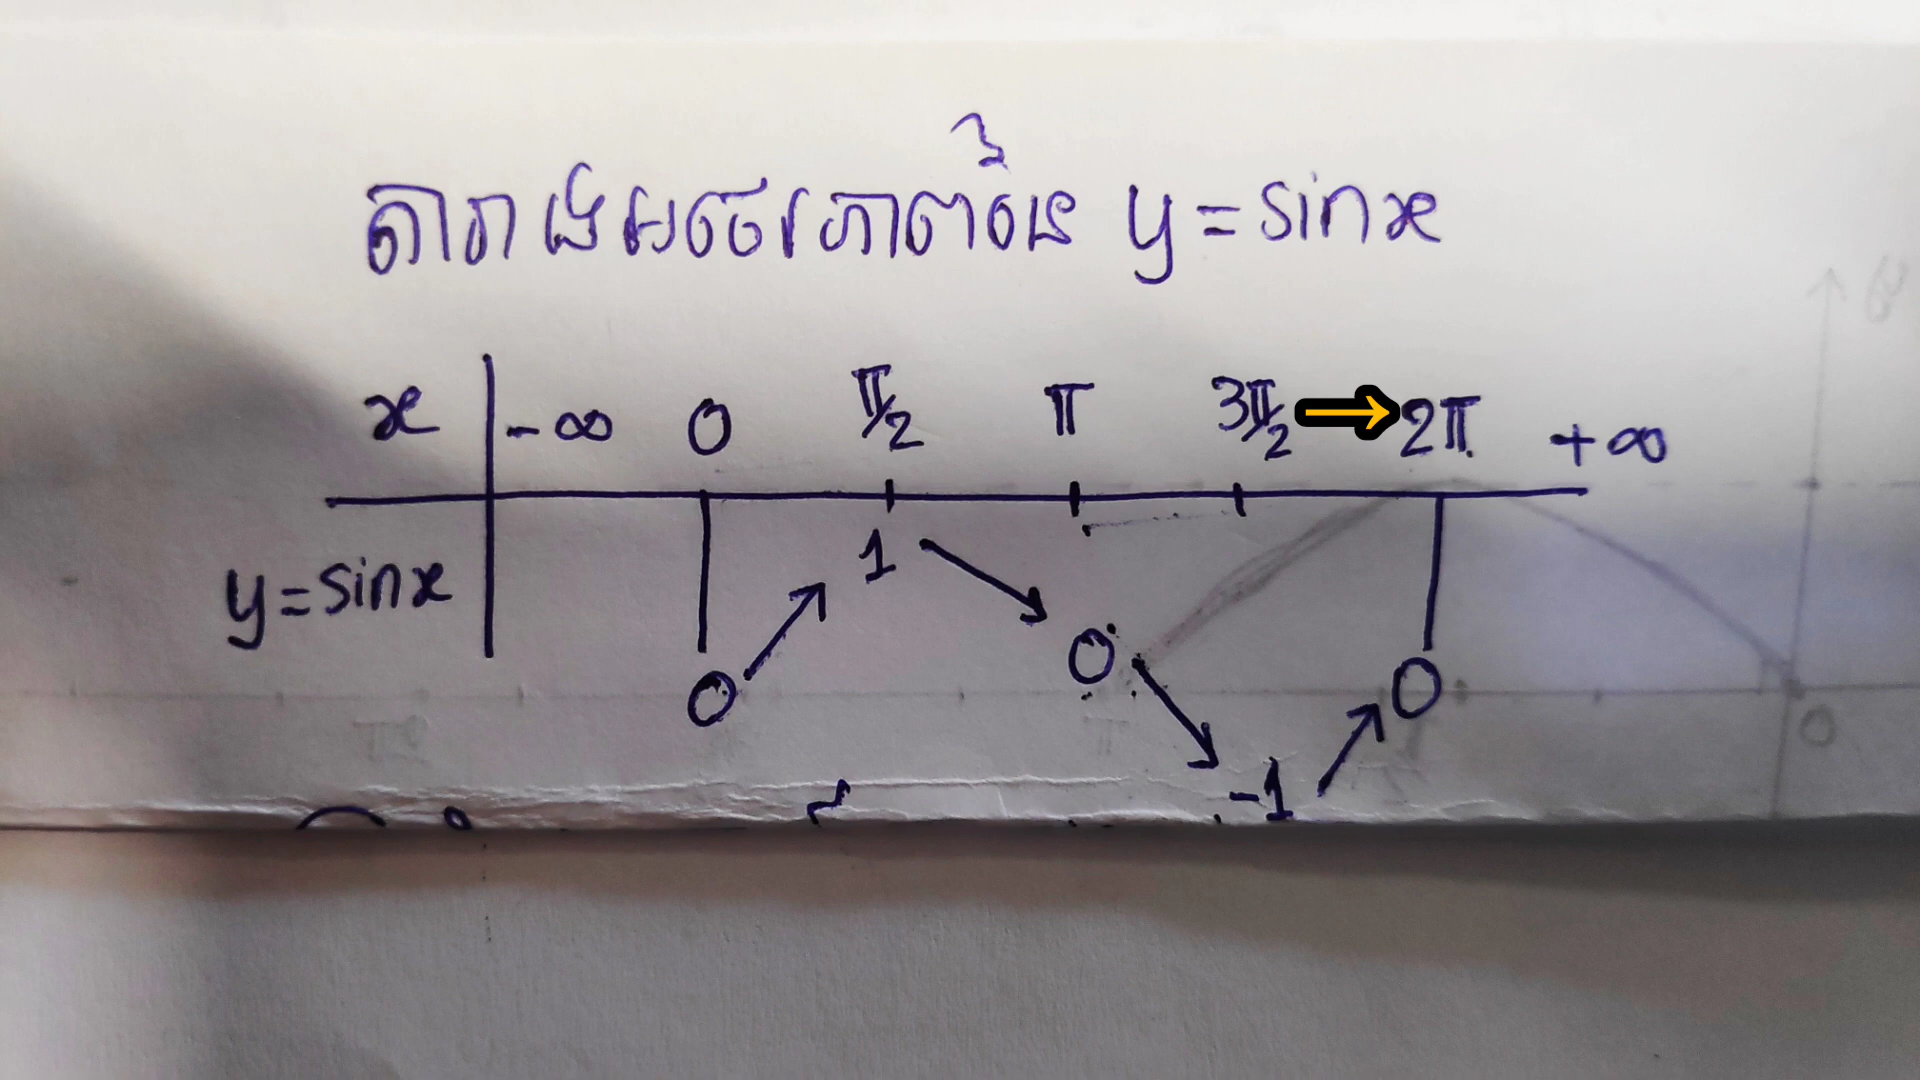 តារាងអថេរភាពនៃ y = sinx
x -∞ 0 π/2 π 3π/2 2π +∞
y = sinx 0 1 0 -1 0